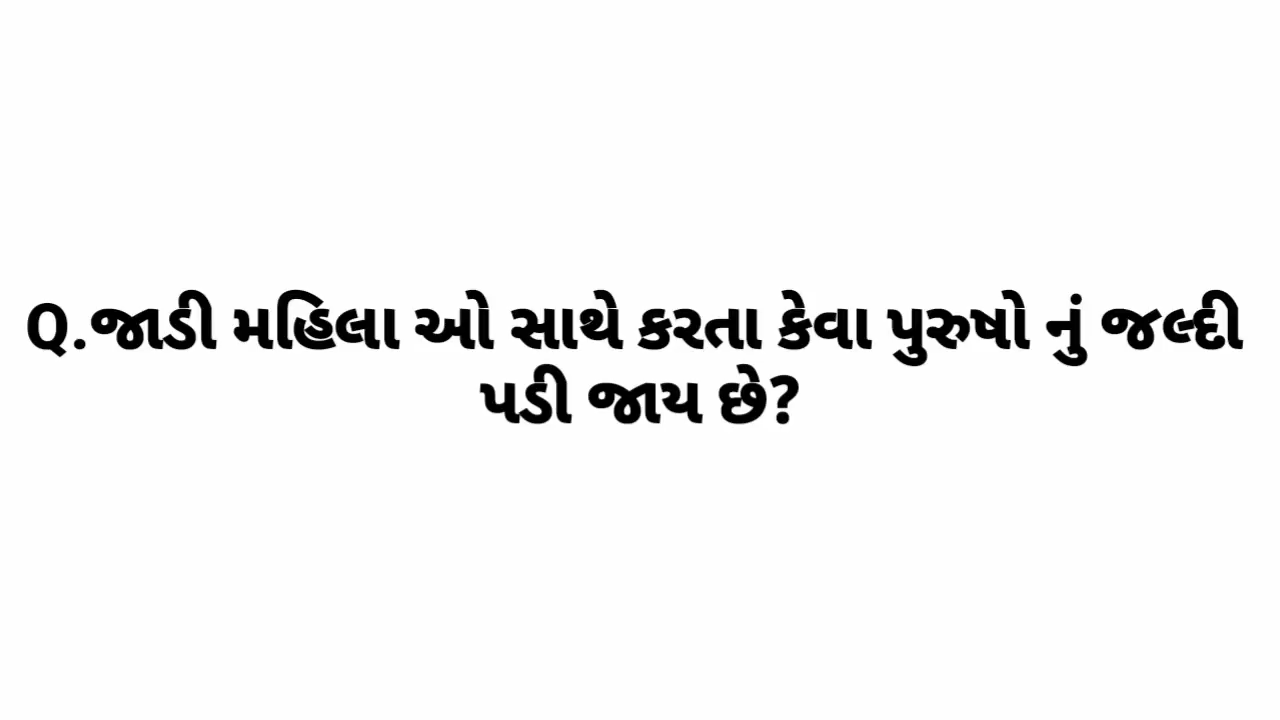 Q.જાડી મહિલા ઓ સાથે કરતા કેવા પુરુષો નું જલ્દી
પડી જાય છે?